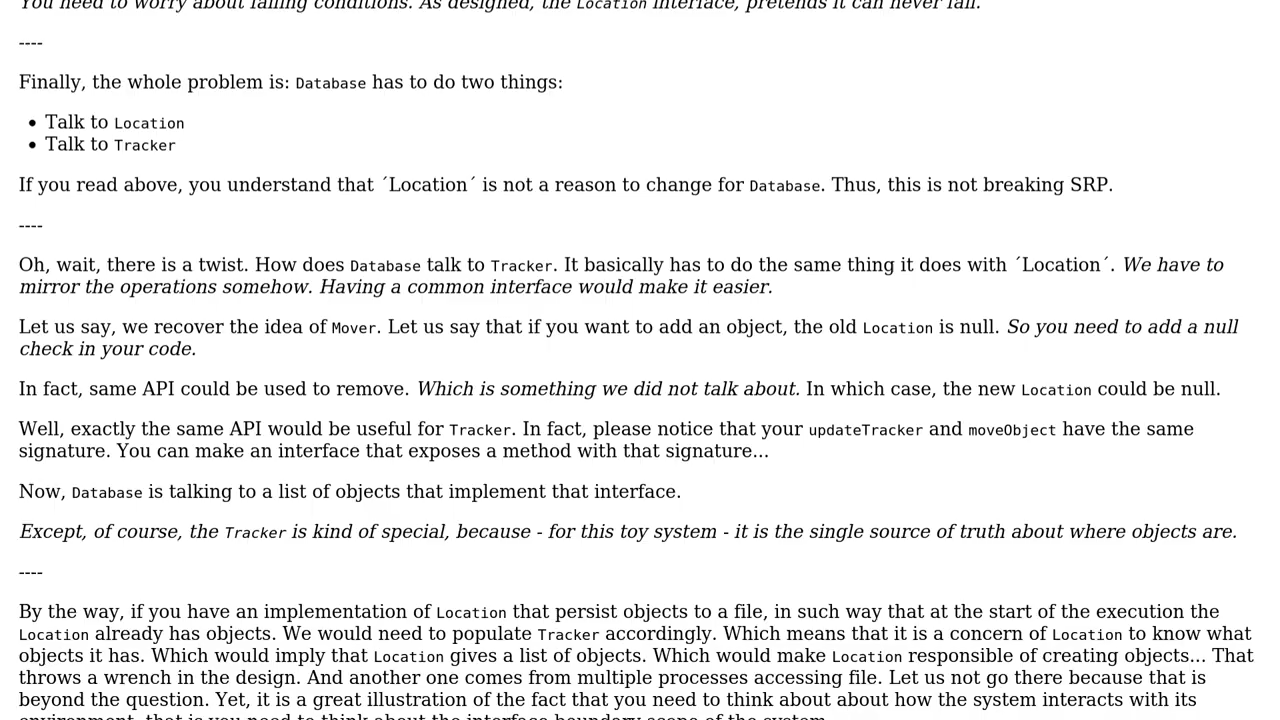 You need to worry about failing conditions. As designed, the Location interface, pretends it can never fail.
----
Finally, the whole problem is: Database has to do two things:
• Talk to Location
• Talk to Tracker
If you read above, you understand that ´Location´ is not a reason to change for Database. Thus, this is not breaking SRP.
----
Oh, wait, there is a twist. How does Database talk to Tracker. It basically has to do the same thing it does with ´Location´. We have to
mirror the operations somehow. Having a common interface would make it easier.
Let us say, we recover the idea of Mover. Let us say that if you want to add an object, the old Location is null. So you need to add a null
check in your code.
In fact, same API could be used to remove. Which is something we did not talk about. In which case, the new Location could be null.
Well, exactly the same API would be useful for Tracker. In fact, please notice that your updateTracker and moveObject have the same
signature. You can make an interface that exposes a method with that signature...
Now, Database is talking to a list of objects that implement that interface.
Except, of course, the Tracker is kind of special, because - for this toy system - it is the single source of truth about where objects are.
----
By the way, if you have an implementation of Location that persist objects to a file, in such way that at the start of the execution the
Location already has objects. We would need to populate Tracker accordingly. Which means that it is a concern of Location to know what
objects it has. Which would imply that Location gives a list of objects. Which would make Location responsible of creating objects... That
throws a wrench in the design. And another one comes from multiple processes accessing file. Let us not go there because that is
beyond the question. Yet, it is a great illustration of the fact that you need to think about about how the system interacts with its
environment, that is you need to think about the interface boundary scope of the system.